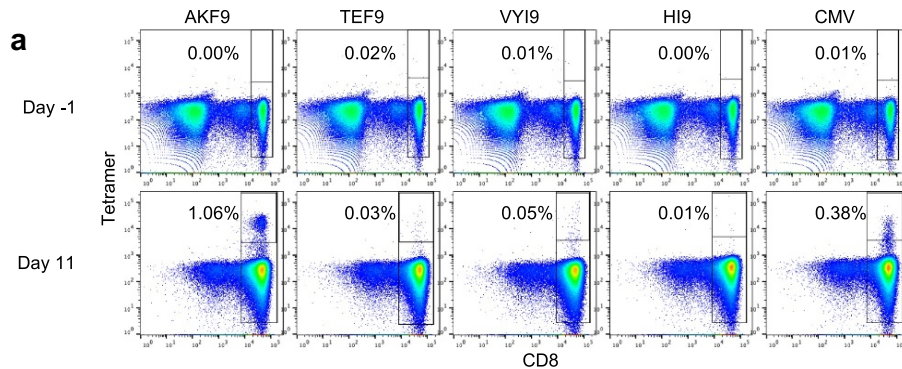 a
AKF9 TEF9 VYI9 HI9 CMV
Day -1
0.00% 0.02% 0.01% 0.00% 0.01%
Tetramer
Day 11
1.06% 0.03% 0.05% 0.01% 0.38%
CD8